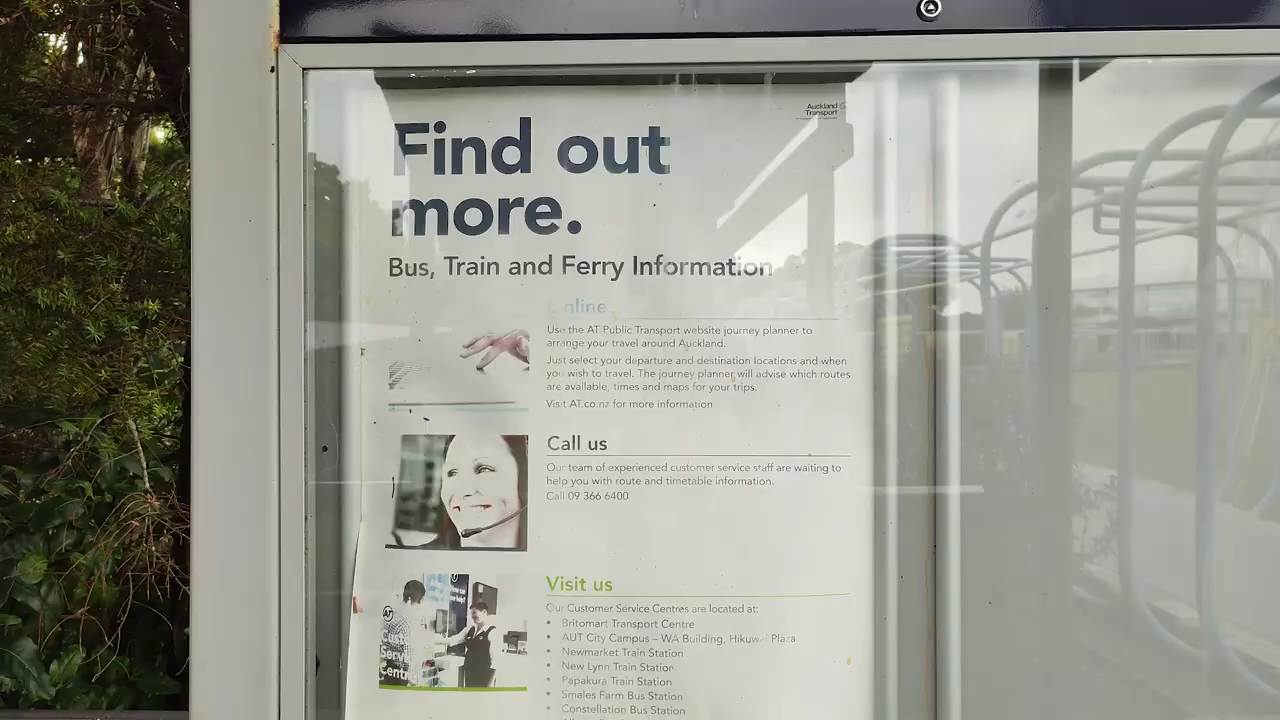 Auckland
Transport
Find out
more.
Bus, Train and Ferry Information
Online
Use the AT Public Transport website journey planner to
arrange your travel around Auckland.
Just select your departure and destination locations and when
you wish to travel. The journey planner will advise which routes
are available, times and maps for your trips.
Visit AT.co.nz for more information
Call us
Our team of experienced customer service staff are waiting to
help you with route and timetable information.
Call 09 366 6400
Visit us
Our Customer Service Centres are located at:
• Britomart Transport Centre
• AUT City Campus – WA Building, Hikuwai Plaza
• Newmarket Train Station
• New Lynn Train Station
• Papakura Train Station
• Smales Farm Bus Station
• Constellation Bus Station
AT